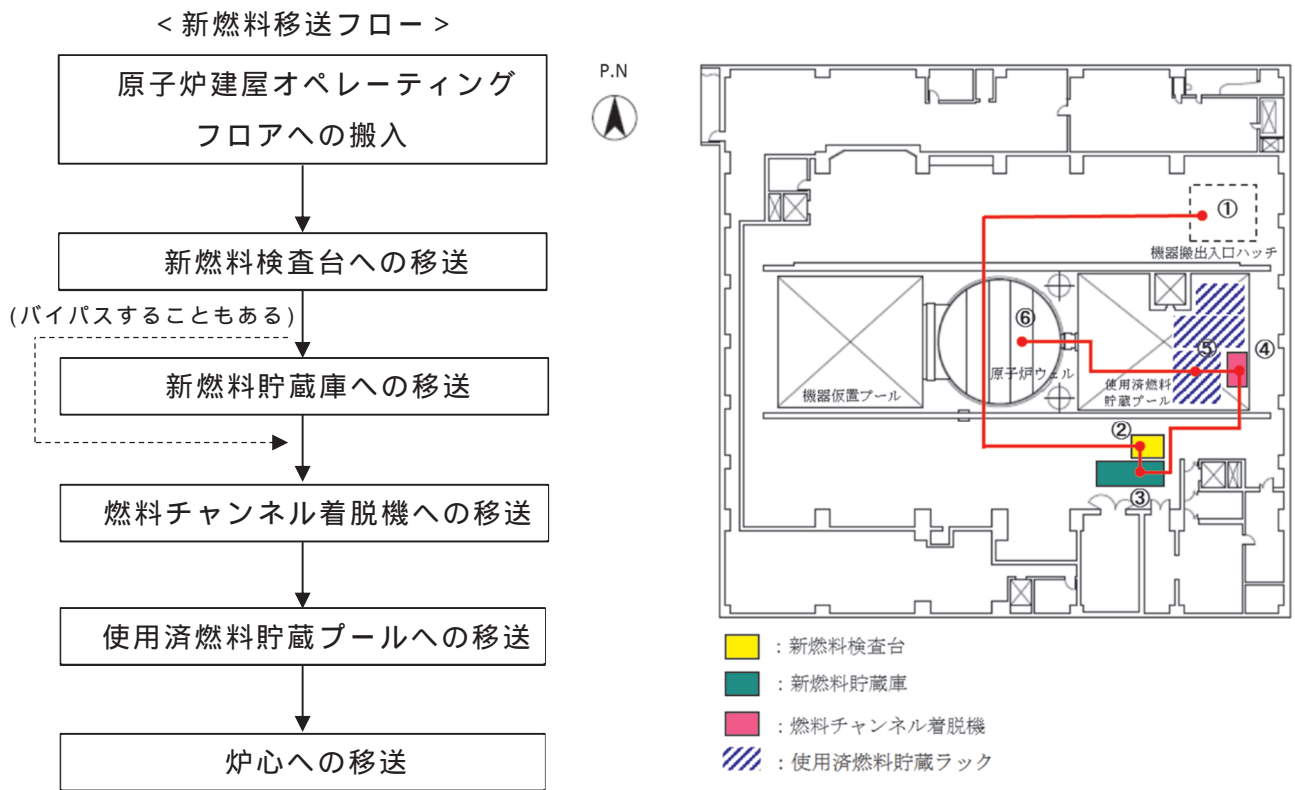 ＜新燃料移送フロー＞
原子炉建屋オペレーティング
フロアへの搬入
新燃料検査台への移送
(バイパスすることもある)
新燃料貯蔵庫への移送
燃料チャンネル着脱機への移送
使用済燃料貯蔵プールへの移送
炉心への移送
P.N
①
機器搬出入口ハッチ
⑥
⑤
④
原子炉ウェル
使用済燃料
貯蔵プール
機器仮置プール
②
③
：新燃料検査台
：新燃料貯蔵庫
：燃料チャンネル着脱機
：使用済燃料貯蔵ラック